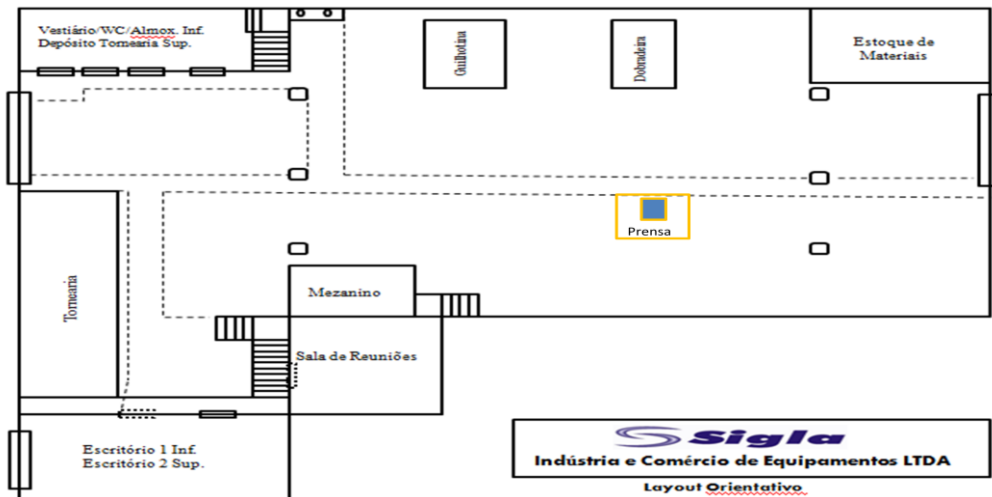 Vestiário/WC/Almox. Inf.
Depósito Tornearia Sup.
Guilhotina
Dobradeira
Estoque de
Materiais
Prensa
Tornearia
Mezanino
Sala de Reuniões
Escritório 1 Inf.
Escritório 2 Sup.
Sigla
Indústria e Comércio de Equipamentos LTDA
Layout Orientativo